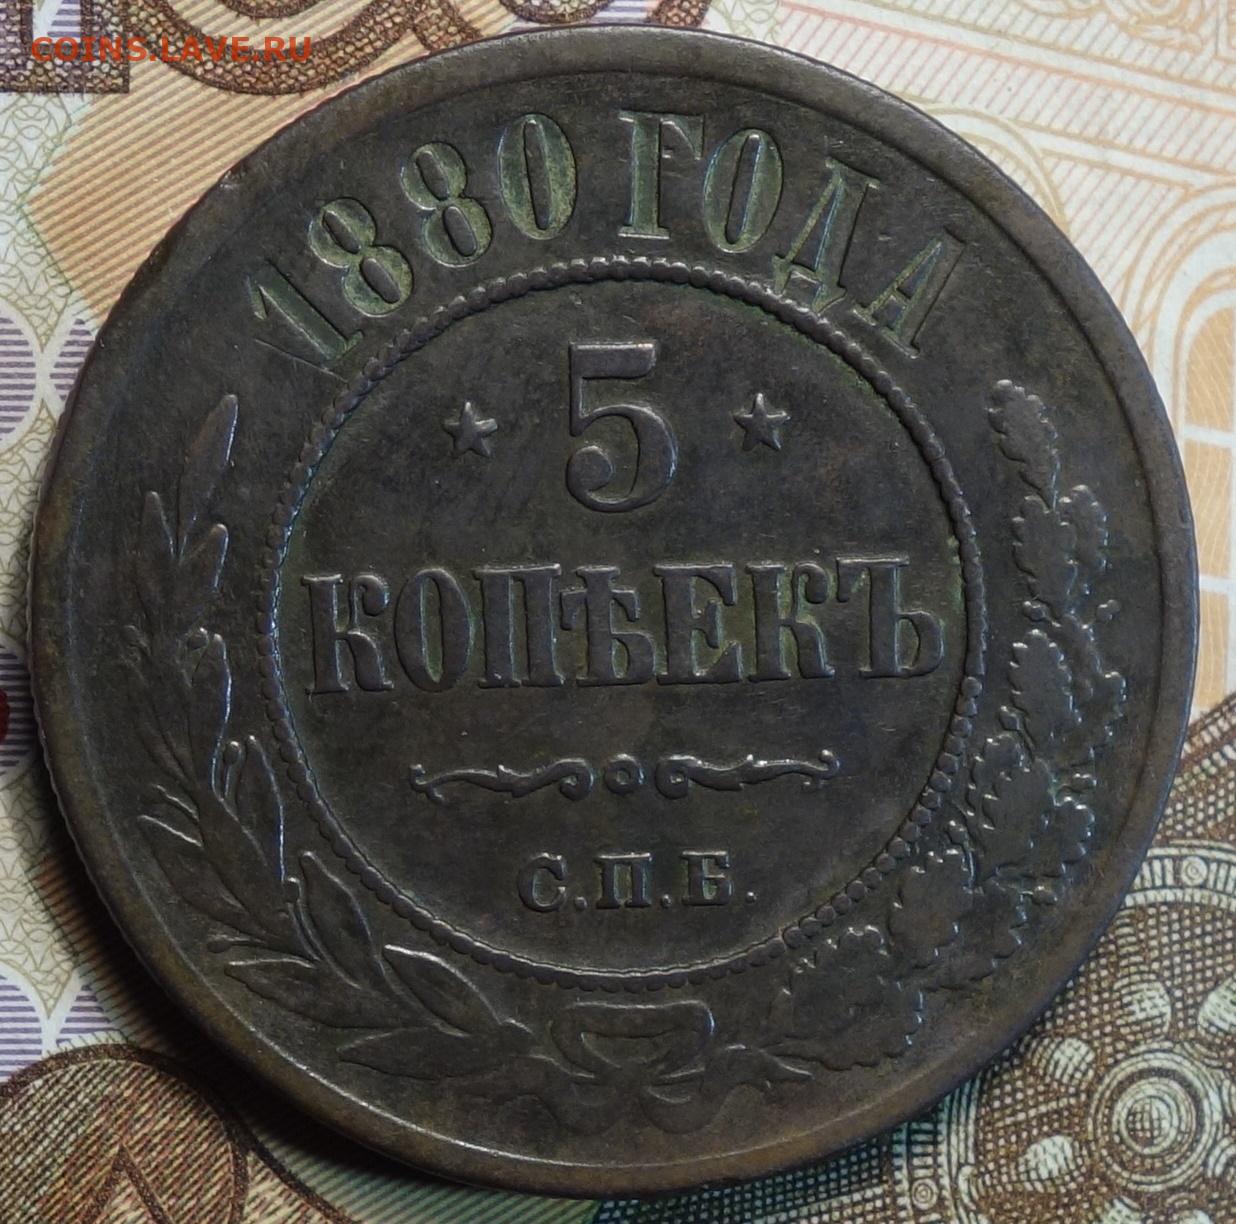 COINS.LAVE.RU
1880 ГОДА
5
КОПѢЕКЪ
С.П.Б.